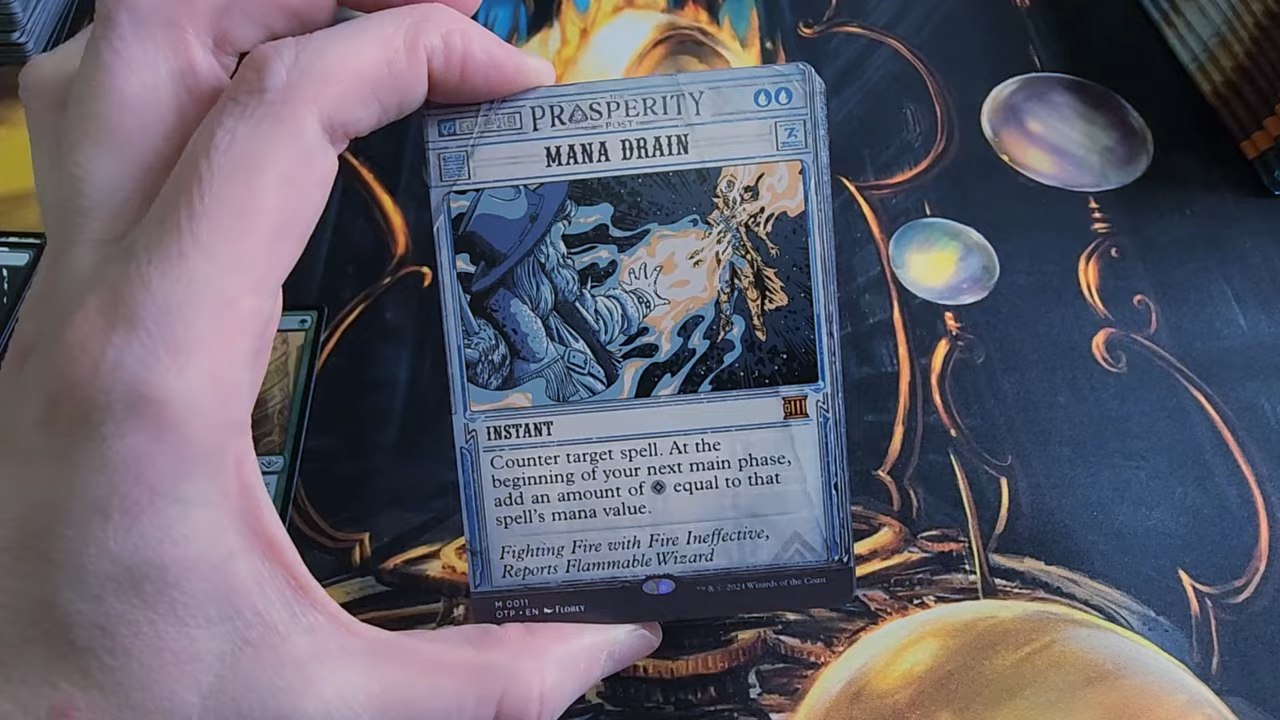 THE
PROSPERITY
POST
MANA DRAIN
INSTANT
Counter target spell. At the
beginning of your next main phase,
add an amount of equal to that
spell's mana value.
Fighting Fire with Fire Ineffective,
Reports Flammable Wizard
M 0011
OTP • EN FLOREY
™ & © 2024 Wizards of the Coast